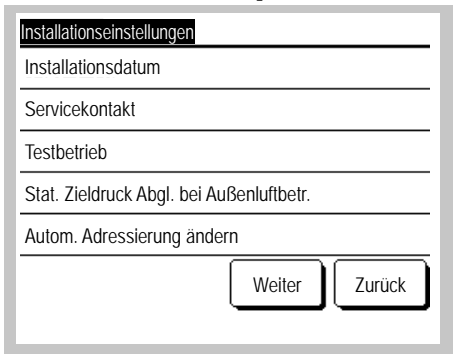 Installationseinstellungen
Installationsdatum
Servicekontakt
Testbetrieb
Stat. Zieldruck Abgl. bei Außenluftbetr.
Autom. Adressierung ändern
Weiter Zurück